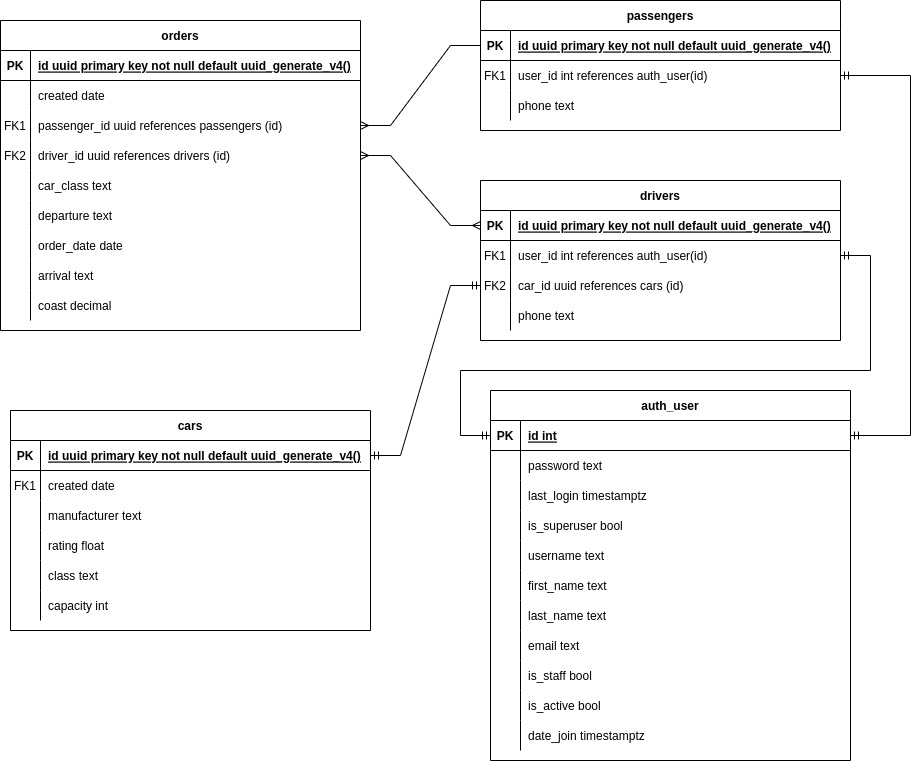 orders
PK id uuid primary key not null default uuid_generate_v4()
created date
FK1 passenger_id uuid references passengers (id)
FK2 driver_id uuid references drivers (id)
car_class text
departure text
order_date date
arrival text
coast decimal
passengers
PK id uuid primary key not null default uuid_generate_v4()
FK1 user_id int references auth_user(id)
phone text
drivers
PK id uuid primary key not null default uuid_generate_v4()
FK1 user_id int references auth_user(id)
FK2 car_id uuid references cars (id)
phone text
cars
PK id uuid primary key not null default uuid_generate_v4()
FK1 created date
manufacturer text
rating float
class text
capacity int
auth_user
PK id int
password text
last_login timestamptz
is_superuser bool
username text
first_name text
last_name text
email text
is_staff bool
is_active bool
date_join timestamptz